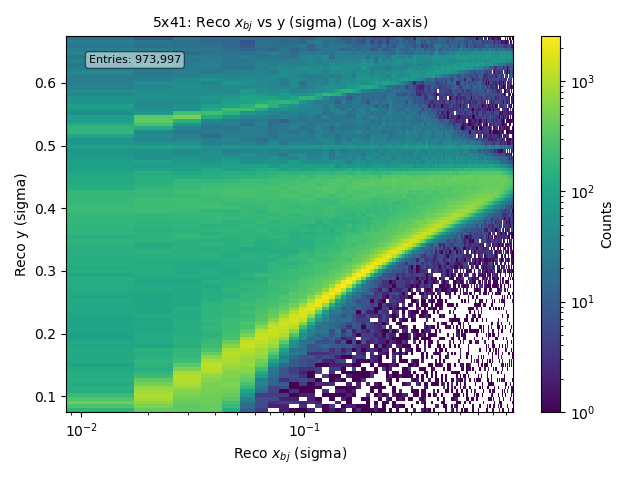 5x41: Reco $x_{bj}$ vs y (sigma) (Log x-axis)
Entries: 973,997
Reco y (sigma)
0.6
0.5
0.4
0.3
0.2
0.1
10⁻²
10⁻¹
Reco $x_{bj}$ (sigma)
10³
10²
10¹
10⁰
Counts